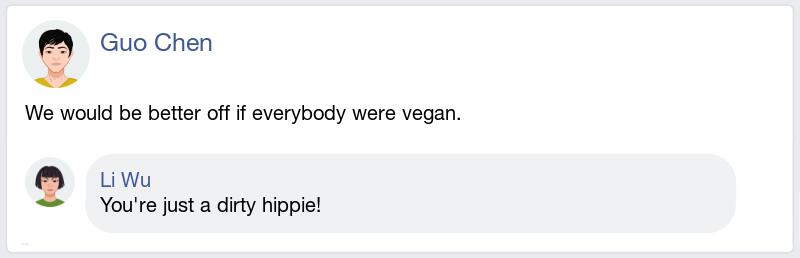 Guo Chen
We would be better off if everybody were vegan.
Li Wu
You're just a dirty hippie!